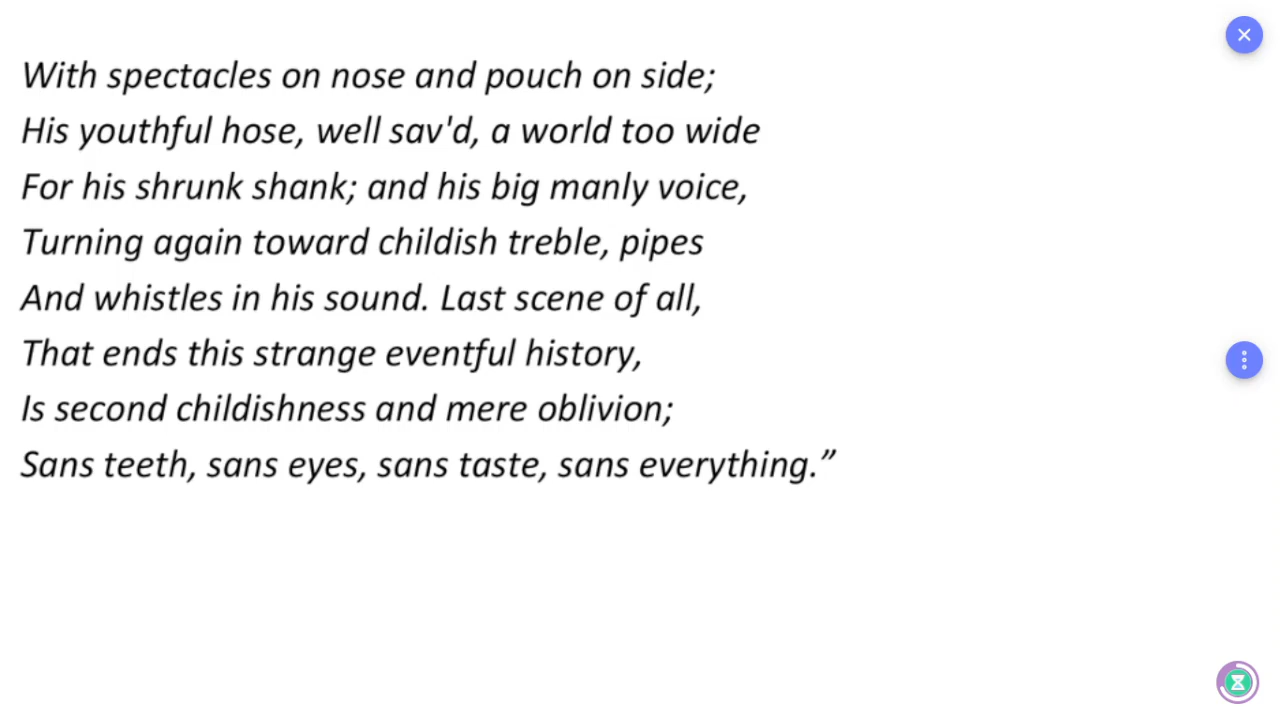 With spectacles on nose and pouch on side;
His youthful hose, well sav'd, a world too wide
For his shrunk shank; and his big manly voice,
Turning again toward childish treble, pipes
And whistles in his sound. Last scene of all,
That ends this strange eventful history,
Is second childishness and mere oblivion;
Sans teeth, sans eyes, sans taste, sans everything.”